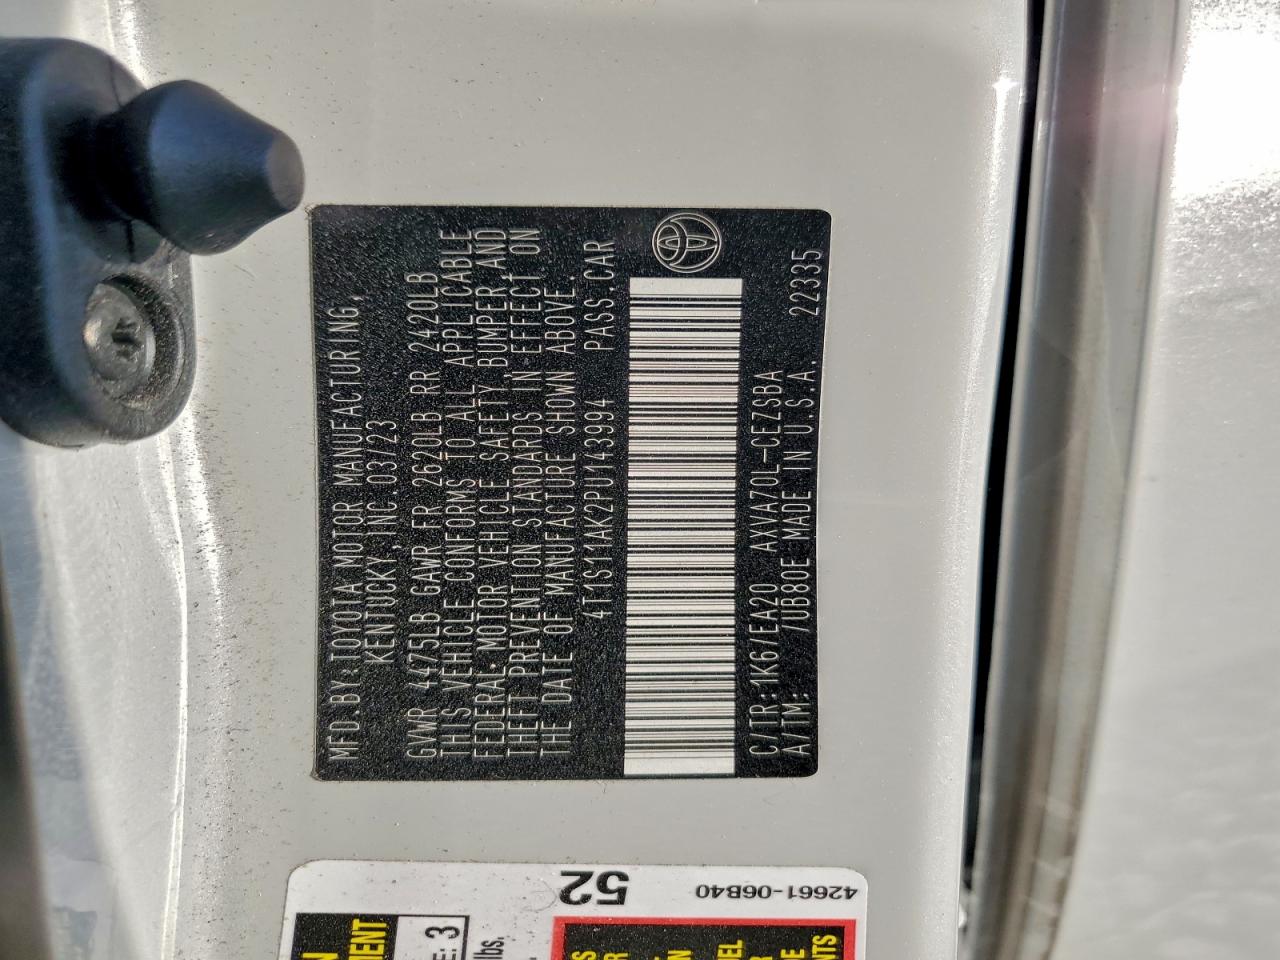 MFD. BY TOYOTA MOTOR MANUFACTURING,
KENTUCKY, INC. 03/23
GVWR 4475LB GAWR FR 2620LB RR 2420LB
THIS VEHICLE CONFORMS TO ALL APPLICABLE
FEDERAL MOTOR VEHICLE SAFETY, BUMPER, AND
THEFT PREVENTION STANDARDS IN EFFECT ON
THE DATE OF MANUFACTURE SHOWN ABOVE.
4T1S11AK2PU143994 PASS.CAR
C/TR: 1K6/EA20 AXVA70L-CEZSBA
A/TM: /UB80E MADE IN U.S.A. 22335
52
42661-06B40
3
lbs.